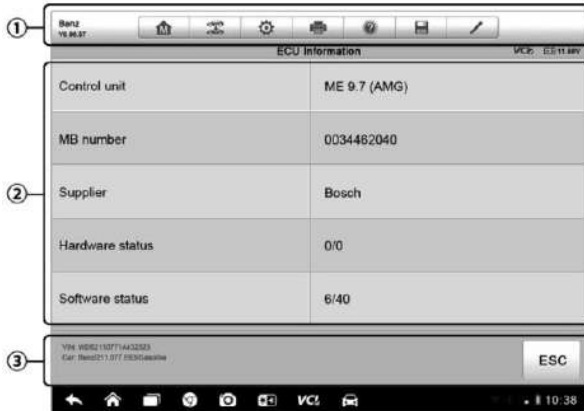 ①
Benz
ECU Information
Control unit ME 9.7 (AMG)
MB number 0034462040
②
Supplier Bosch
Hardware status 0/0
Software status 6/40
③
ESC
VCI
10:38